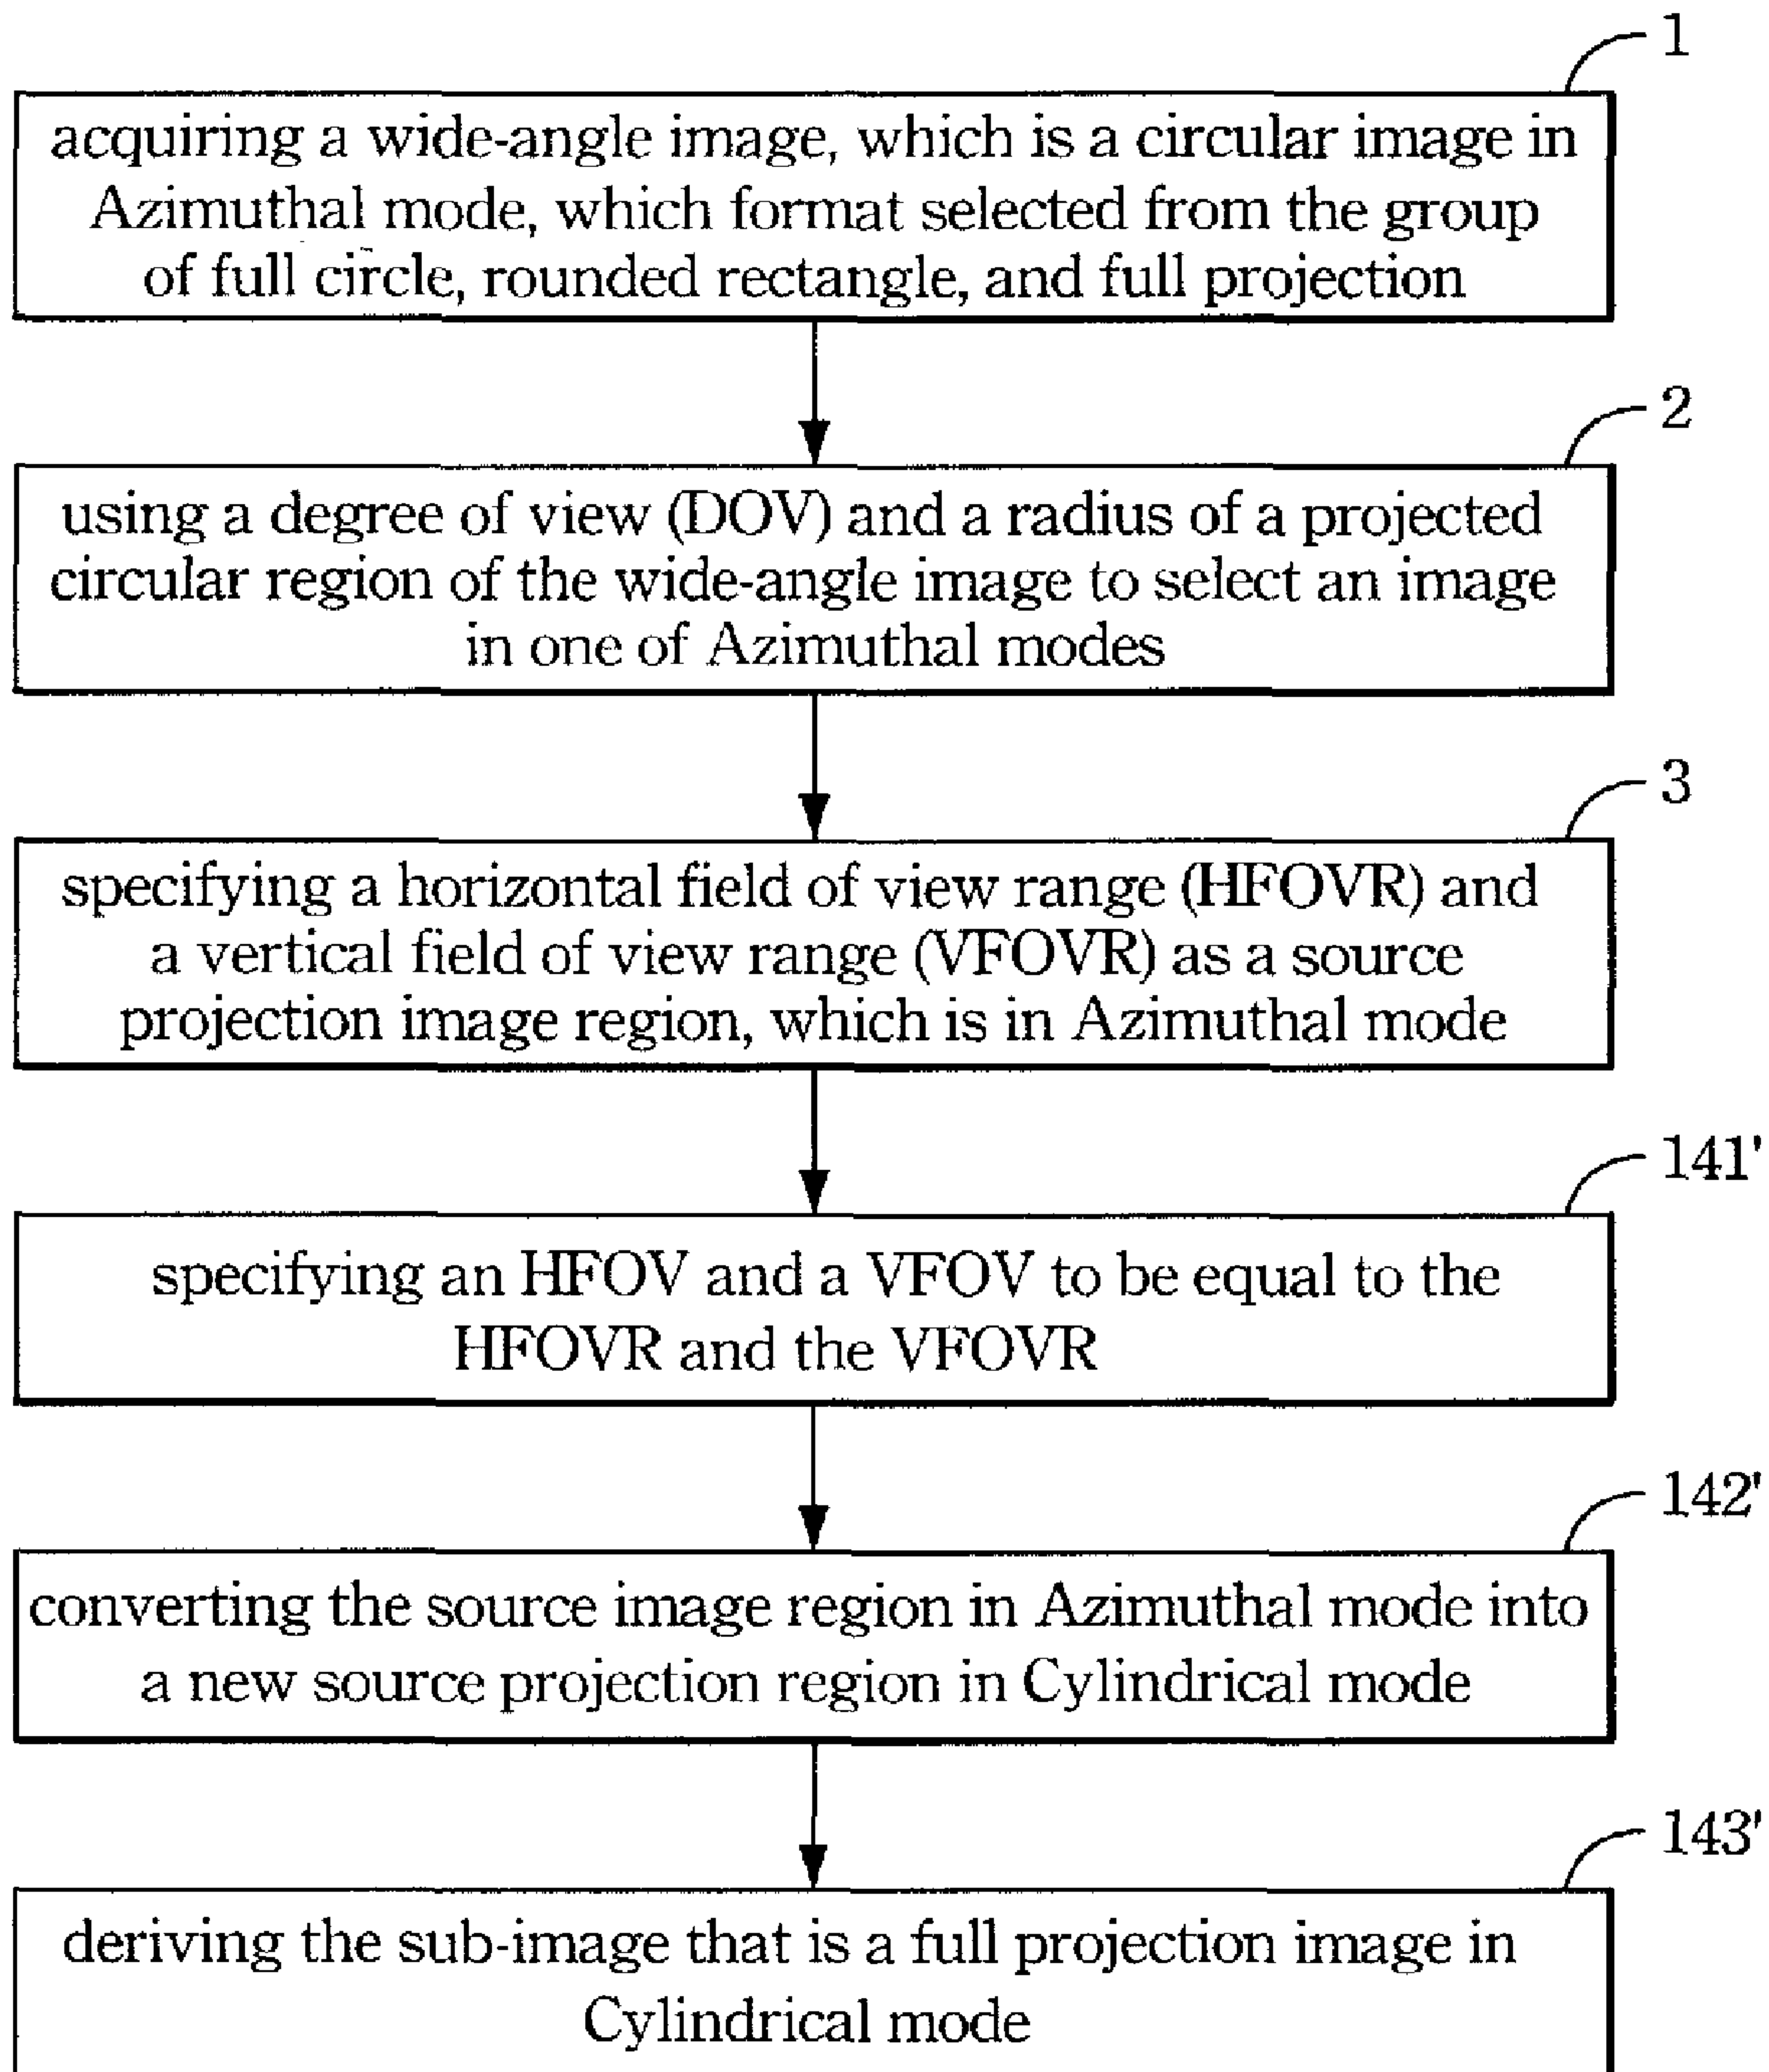 1
acquiring a wide-angle image, which is a circular image in
Azimuthal mode, which format selected from the group
of full circle, rounded rectangle, and full projection
2
using a degree of view (DOV) and a radius of a projected
circular region of the wide-angle image to select an image
in one of Azimuthal modes
3
specifying a horizontal field of view range (HFOVR) and
a vertical field of view range (VFOVR) as a source
projection image region, which is in Azimuthal mode
141'
specifying an HFOV and a VFOV to be equal to the
HFOVR and the VFOVR
142'
converting the source image region in Azimuthal mode into
a new source projection region in Cylindrical mode
143'
deriving the sub-image that is a full projection image in
Cylindrical mode